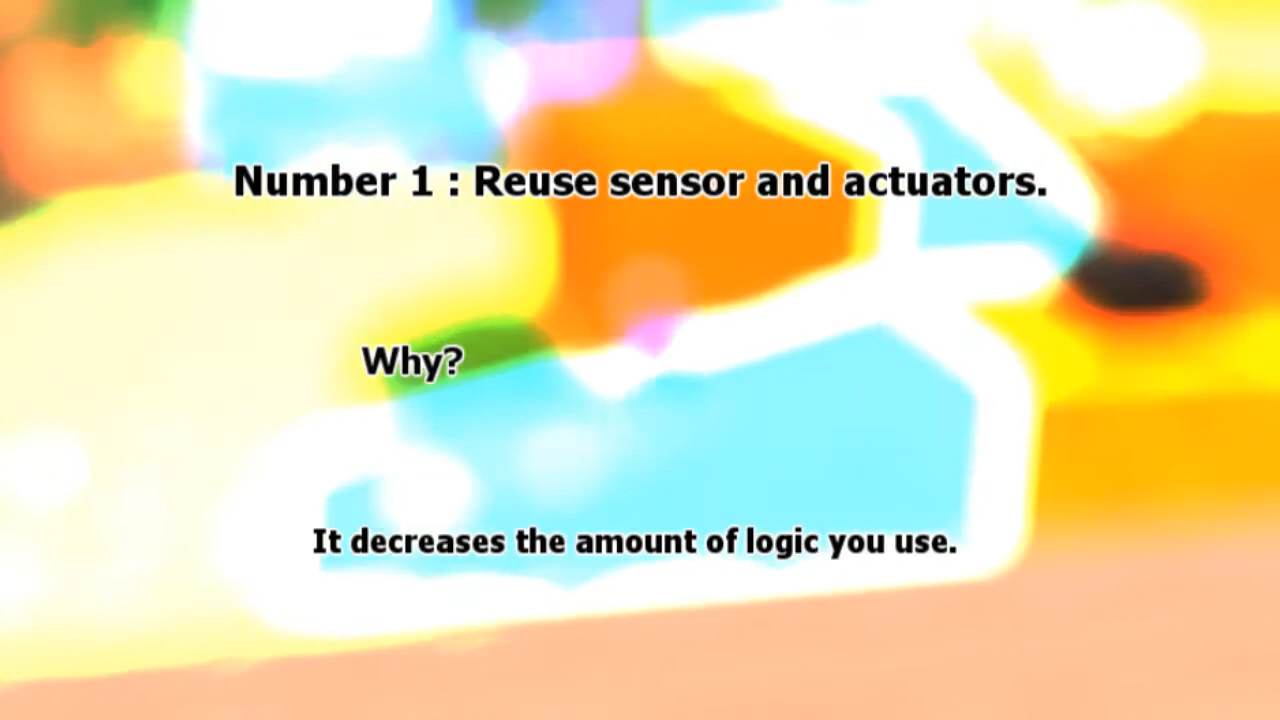 Number 1 : Reuse sensor and actuators.
Why?
It decreases the amount of logic you use.